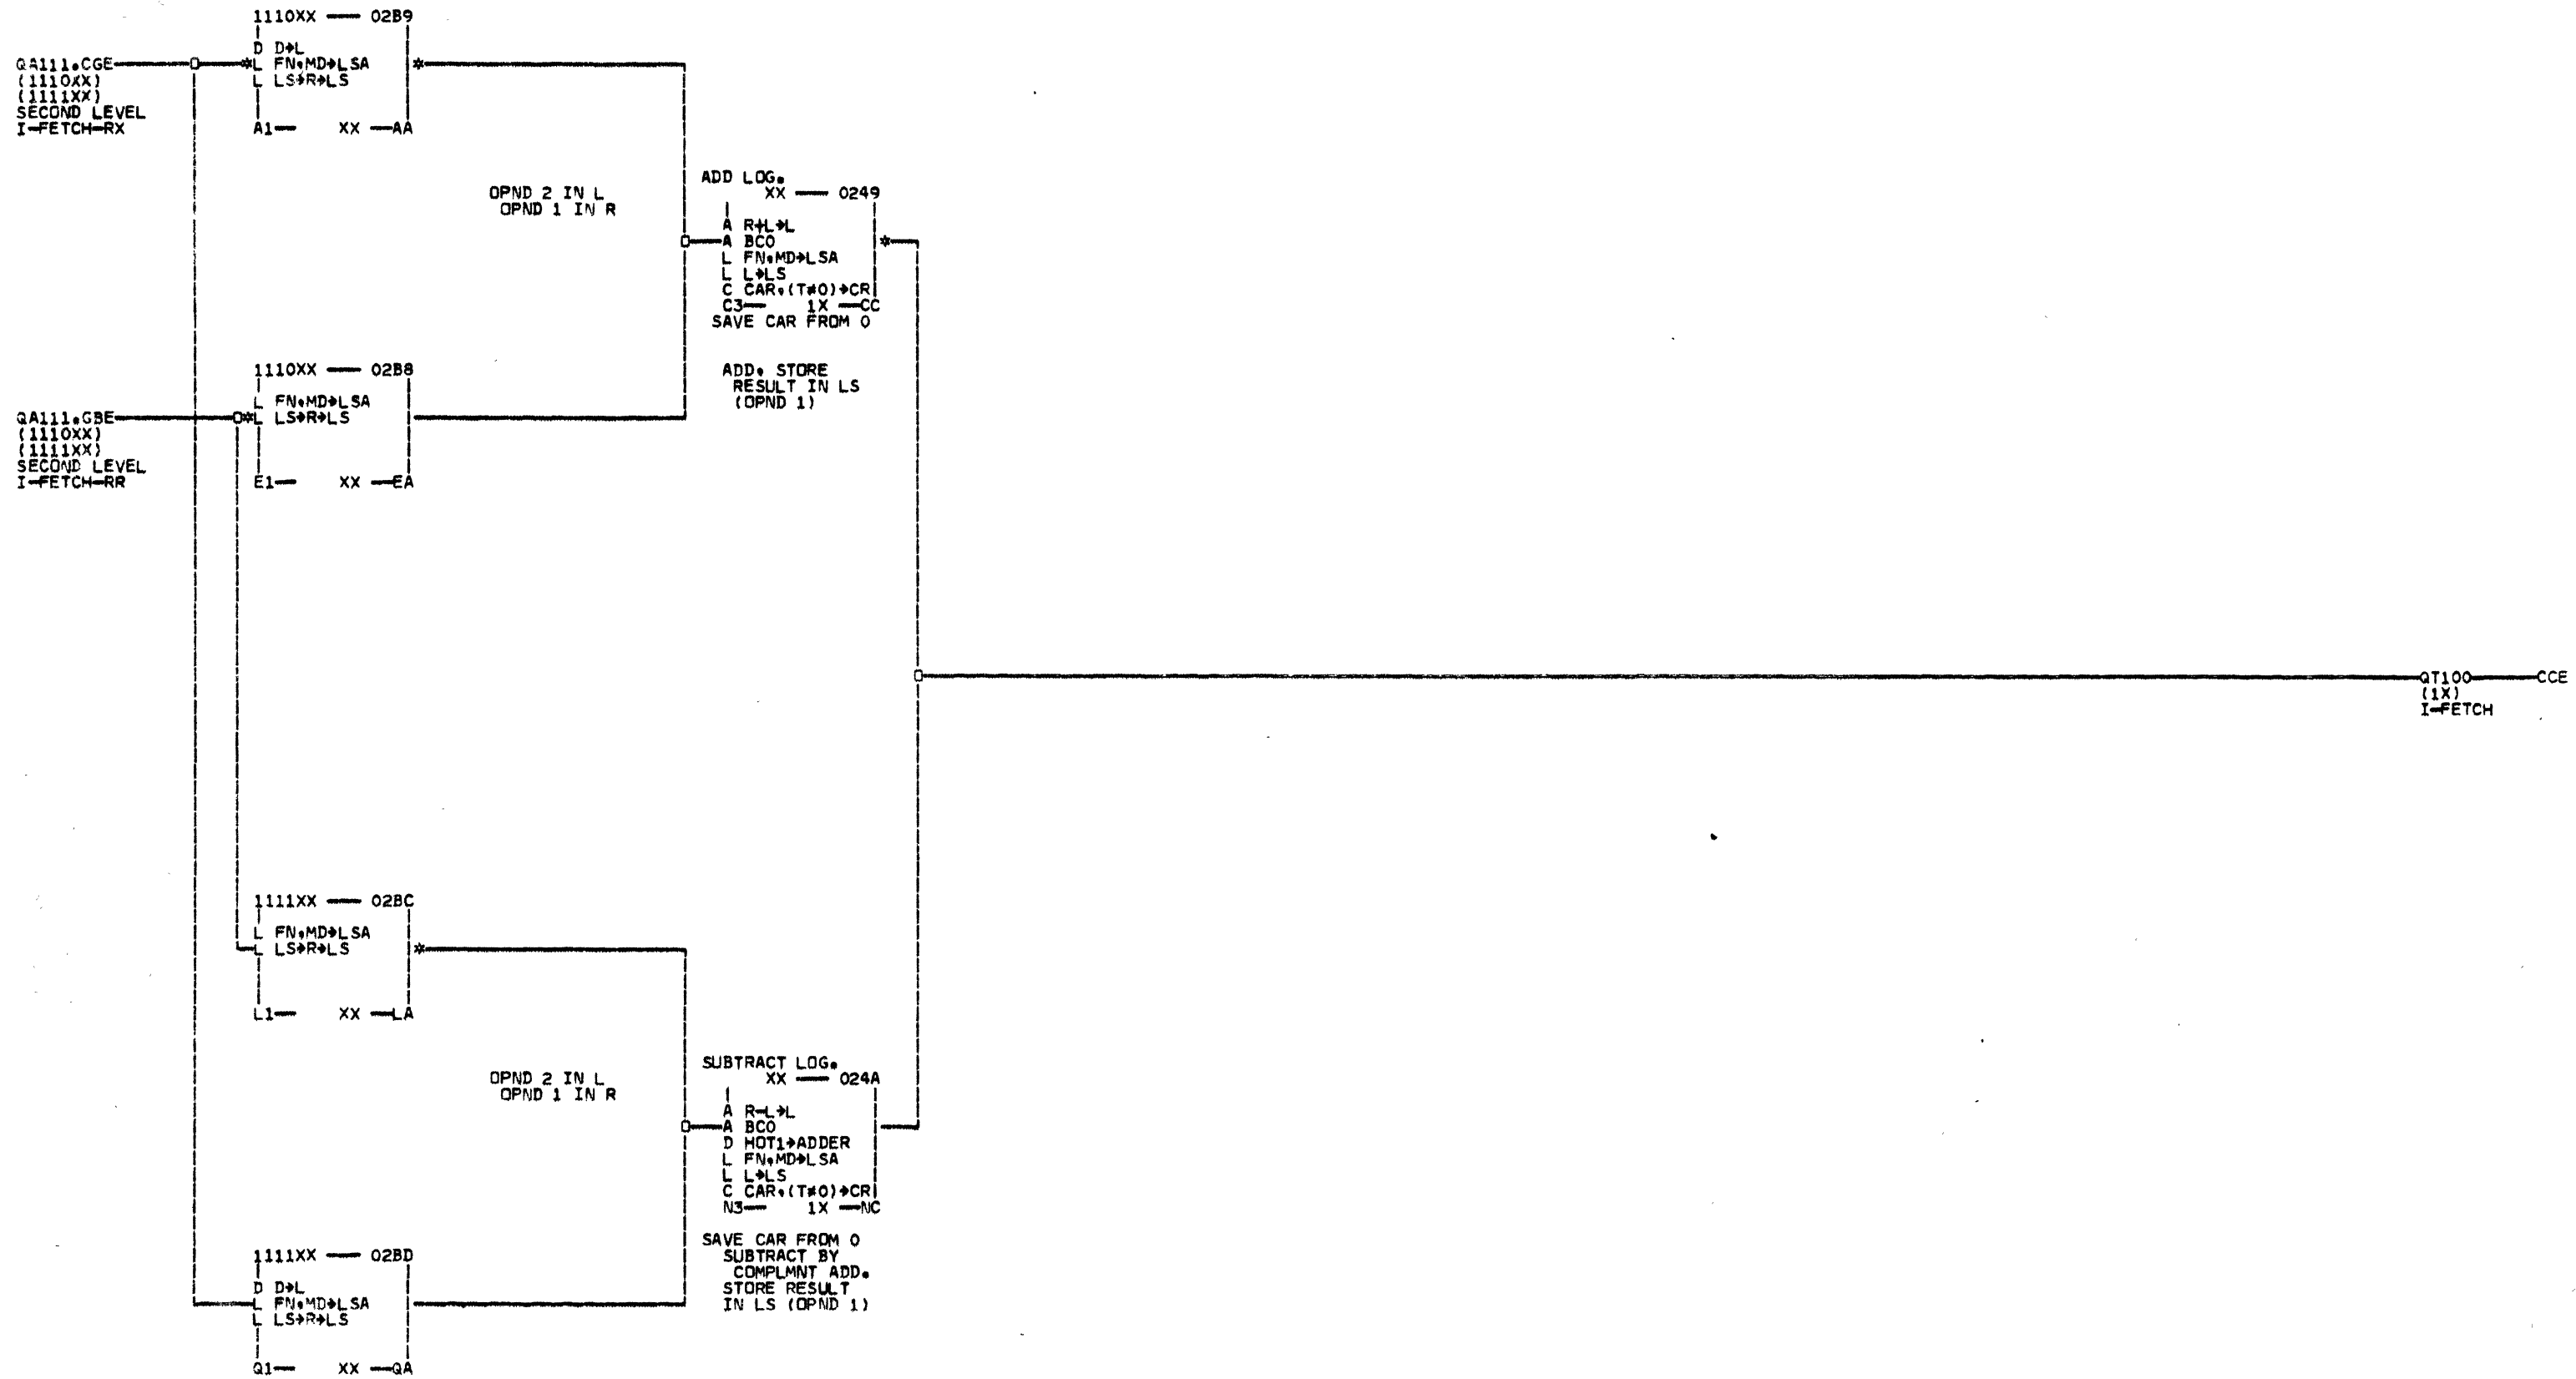 1110XX — 02B9
D D→L
QA111.CGE
*L FN,MD→LSA
*
(1110XX)
L LS→R→LS
(1111XX)
SECOND LEVEL
I-FETCH-RX
A1— XX —AA
ADD LOG.
XX — 0249
OPND 2 IN L
OPND 1 IN R
A R+L→L
A BC0
*
L FN,MD→LSA
L L→LS
C CAR,(T≠0)→CR
C3— 1X —CC
SAVE CAR FROM 0
1110XX — 02B8
ADD, STORE
RESULT IN LS
(OPND 1)
L FN,MD→LSA
QA111.GBE
*L LS→R→LS
(1110XX)
(1111XX)
SECOND LEVEL
I-FETCH-RR
E1— XX —EA
QT100—CCE
(1X)
I-FETCH
1111XX — 02BC
L FN,MD→LSA
L LS→R→LS
*
L1— XX —LA
SUBTRACT LOG.
XX — 024A
OPND 2 IN L
OPND 1 IN R
A R-L→L
A BC0
D HOT1→ADDER
L FN,MD→LSA
L L→LS
C CAR,(T≠0)→CR
N3— 1X —NC
SAVE CAR FROM 0
SUBTRACT BY
COMPLMNT ADD.
STORE RESULT
IN LS (OPND 1)
1111XX — 02BD
D D→L
L FN,MD→LSA
L LS→R→LS
Q1— XX —QA